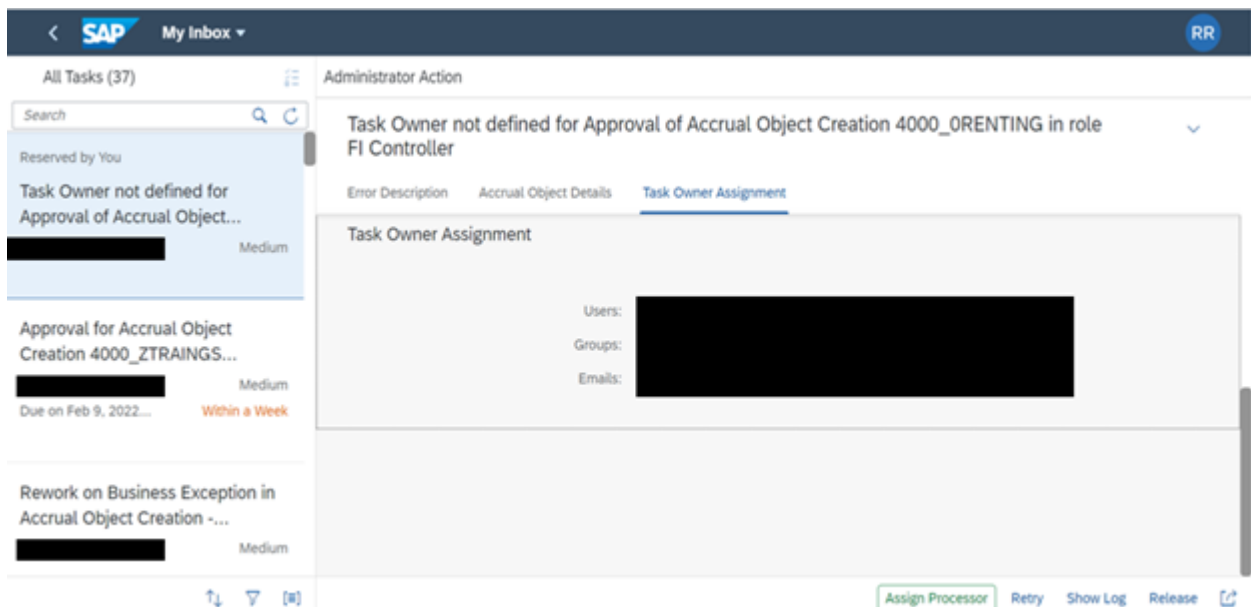 SAP My Inbox
RR
All Tasks (37)
Search
Reserved by You
Task Owner not defined for
Approval of Accrual Object...
Medium
Approval for Accrual Object
Creation 4000_ZTRAINGS...
Medium
Due on Feb 9, 2022... Within a Week
Rework on Business Exception in
Accrual Object Creation -...
Medium
Administrator Action
Task Owner not defined for Approval of Accrual Object Creation 4000_0RENTING in role
FI Controller
Error Description Accrual Object Details Task Owner Assignment
Task Owner Assignment
Users:
Groups:
Emails:
Assign Processor Retry Show Log Release